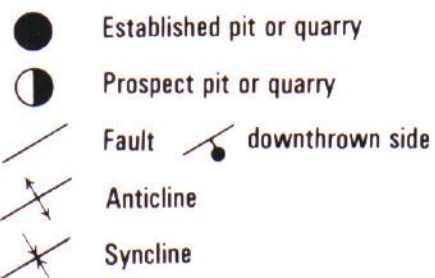 Established pit or quarry
Prospect pit or quarry
Fault downthrown side
Anticline
Syncline